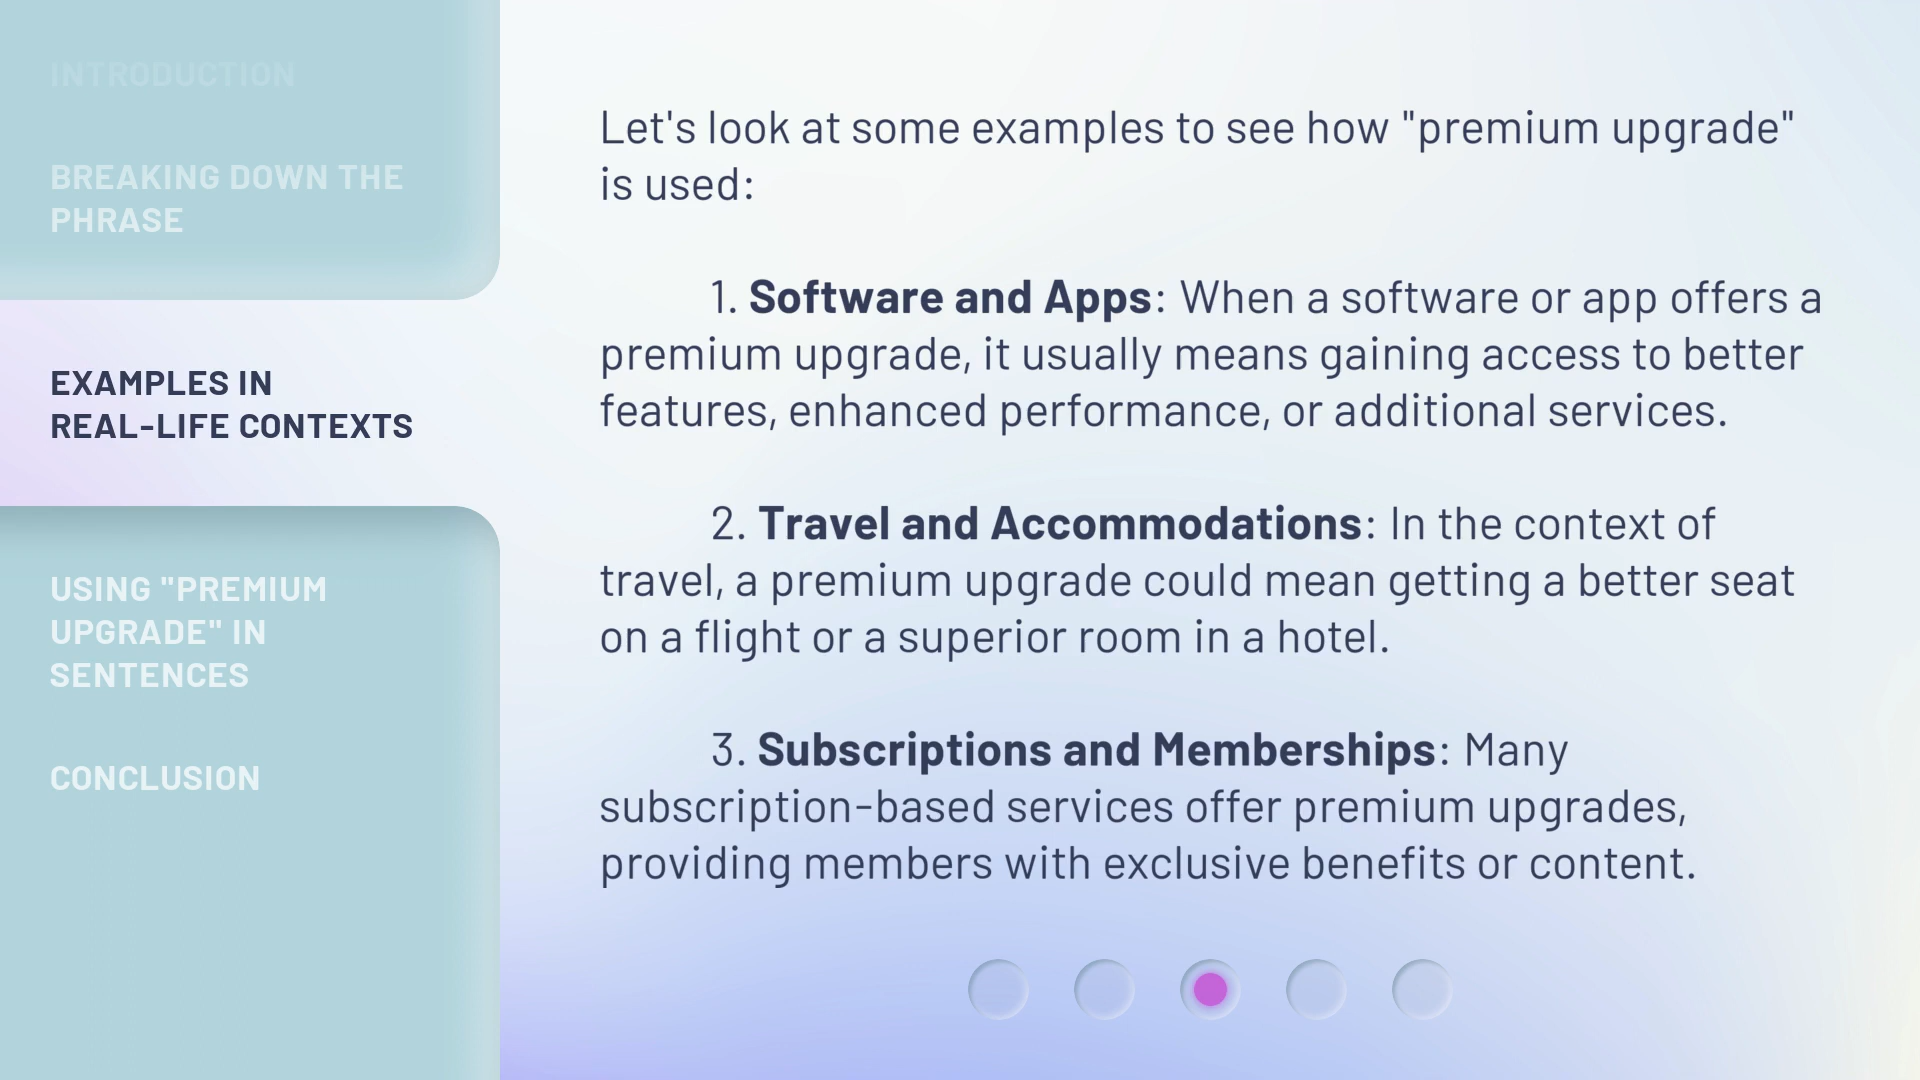 INTRODUCTION
BREAKING DOWN THE
PHRASE
EXAMPLES IN
REAL-LIFE CONTEXTS
USING "PREMIUM
UPGRADE" IN
SENTENCES
CONCLUSION
Let's look at some examples to see how "premium upgrade"
is used:
1. Software and Apps: When a software or app offers a
premium upgrade, it usually means gaining access to better
features, enhanced performance, or additional services.
2. Travel and Accommodations: In the context of
travel, a premium upgrade could mean getting a better seat
on a flight or a superior room in a hotel.
3. Subscriptions and Memberships: Many
subscription-based services offer premium upgrades,
providing members with exclusive benefits or content.